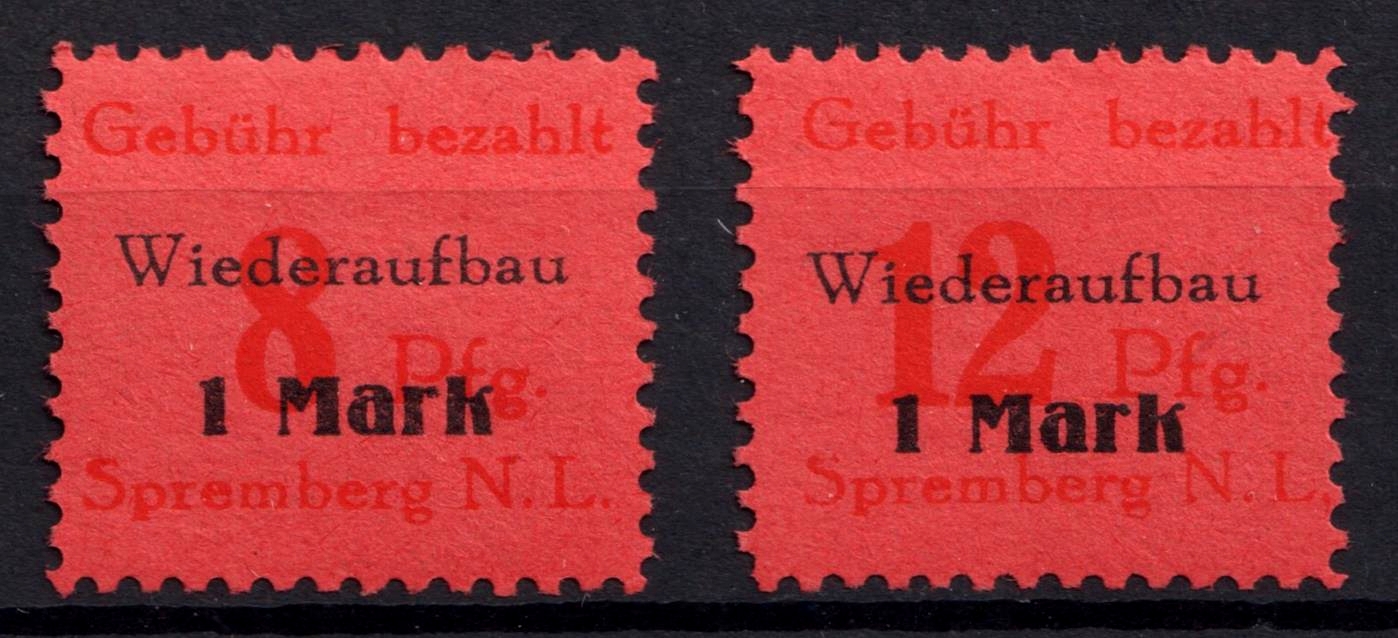 Gebühr bezahlt
Wiederaufbau
8 Pfg.
1 Mark
Spremberg N.L.
Gebühr bezahlt
Wiederaufbau
12 Pfg.
1 Mark
Spremberg N.L.